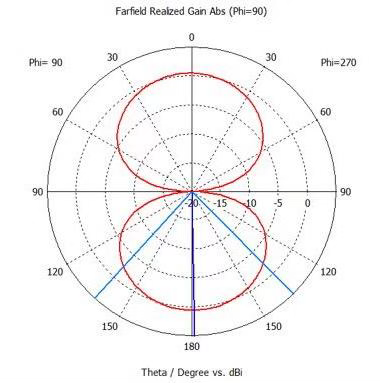 Farfield Realized Gain Abs (Phi=90)
0
30 30
Phi= 90 Phi=270
60 60
90 -20 -15 -10 -5 0 90
120 120
150 150
180
Theta / Degree vs. dBi